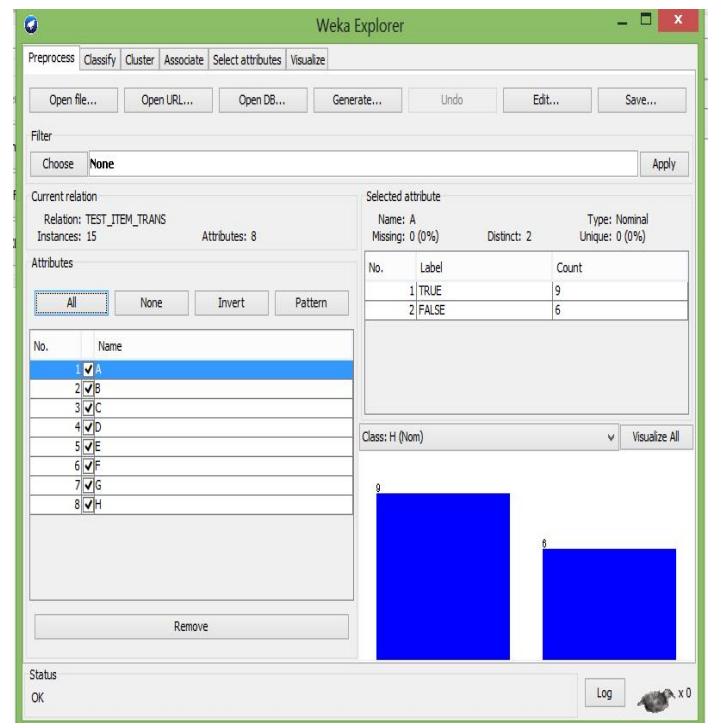 Weka Explorer
Preprocess Classify Cluster Associate Select attributes Visualize
Open file... Open URL... Open DB... Generate... Undo Edit... Save...
Filter
Choose None Apply
Current relation
Relation: TEST_ITEM_TRANS
Instances: 15 Attributes: 8
Attributes
All None Invert Pattern
No. Name
1 A
2 B
3 C
4 D
5 E
6 F
7 G
8 H
Remove
Selected attribute
Name: A Type: Nominal
Missing: 0 (0%) Distinct: 2 Unique: 0 (0%)
No. Label Count
1 TRUE 9
2 FALSE 6
Class: H (Nom) Visualize All
9
6
Status
OK
Log x 0